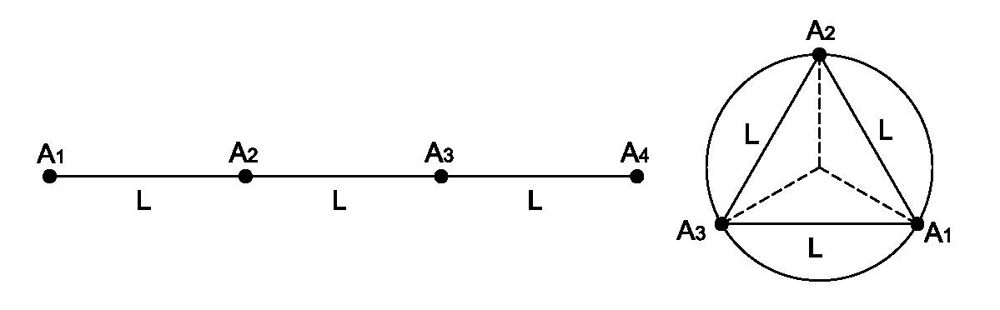 A1 A2 A3 A4
L L L
A2
L L
A3 A1
L